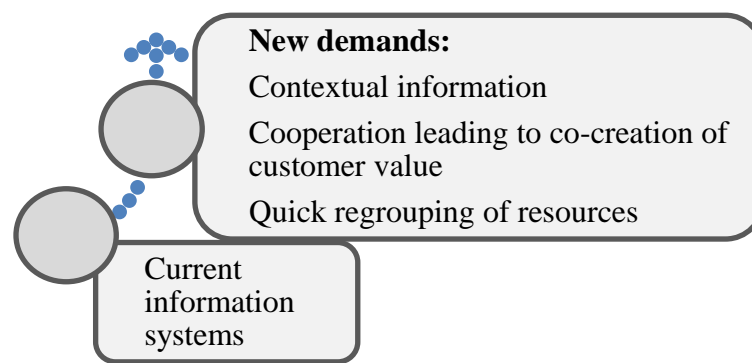 New demands:
Contextual information
Cooperation leading to co-creation of
customer value
Quick regrouping of resources
Current
information
systems